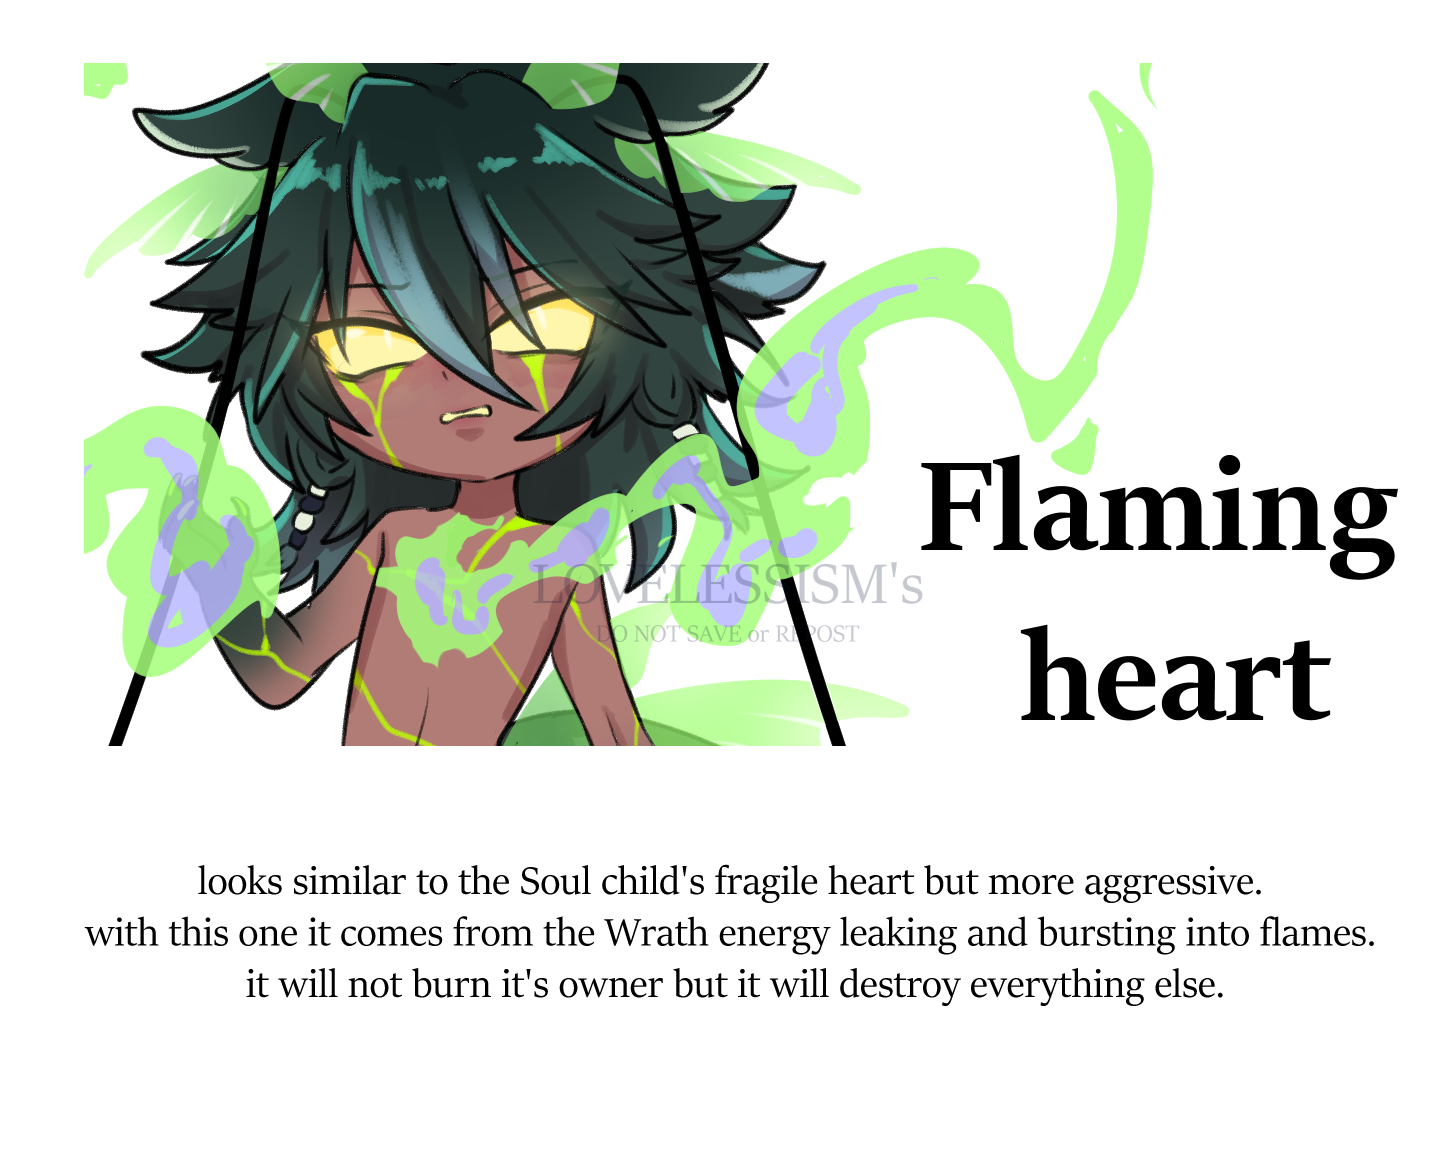 LOVELESSISM's
DO NOT SAVE or REPOST
Flaming
heart
looks similar to the Soul child's fragile heart but more aggressive.
with this one it comes from the Wrath energy leaking and bursting into flames.
it will not burn it's owner but it will destroy everything else.